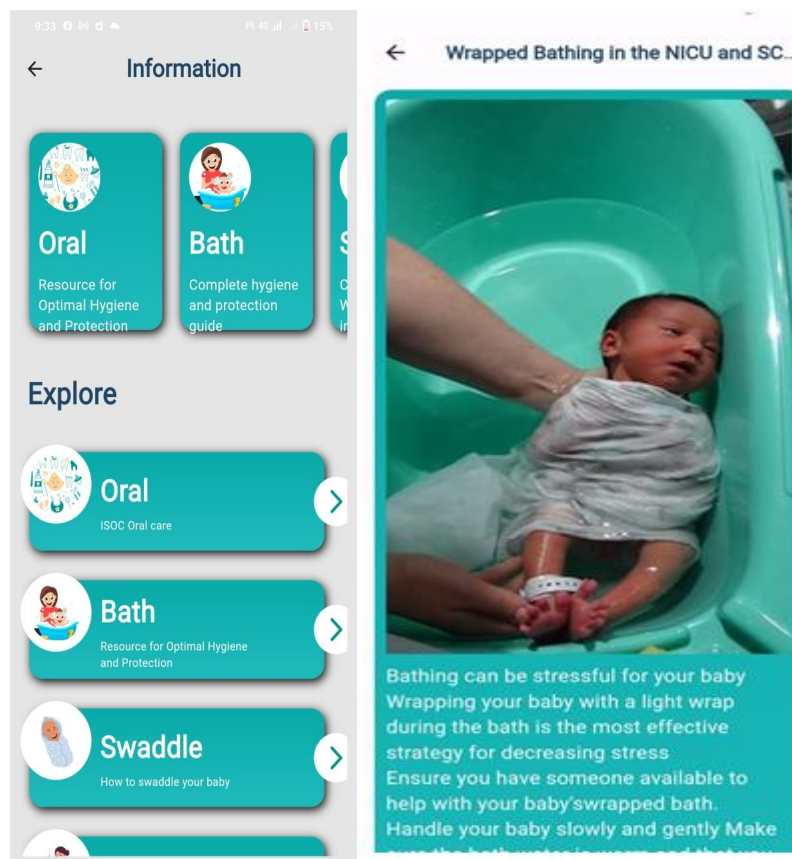 9:33
4G
15%
Information
Oral
Resource for
Optimal Hygiene
and Protection
Bath
Complete hygiene
and protection
guide
Explore
Oral
ISOC Oral care
Bath
Resource for Optimal Hygiene
and Protection
Swaddle
How to swaddle your baby
Wrapped Bathing in the NICU and SC..
Bathing can be stressful for your baby
Wrapping your baby with a light wrap
during the bath is the most effective
strategy for decreasing stress
Ensure you have someone available to
help with your baby'swrapped bath.
Handle your baby slowly and gently Make